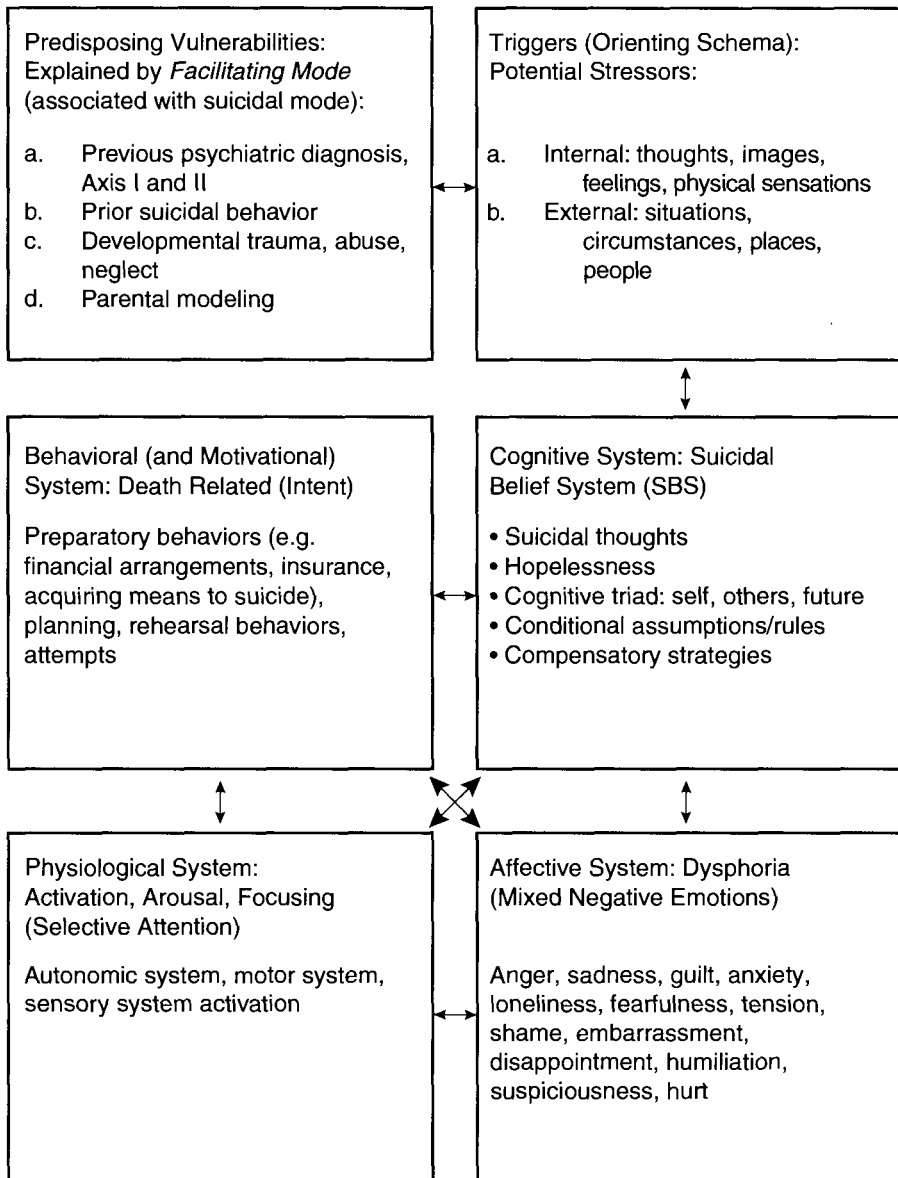 Predisposing Vulnerabilities:
Explained by Facilitating Mode
(associated with suicidal mode):
a. Previous psychiatric diagnosis,
Axis I and II
b. Prior suicidal behavior
c. Developmental trauma, abuse,
neglect
d. Parental modeling
Triggers (Orienting Schema):
Potential Stressors:
a. Internal: thoughts, images,
feelings, physical sensations
b. External: situations,
circumstances, places,
people
Behavioral (and Motivational)
System: Death Related (Intent)
Preparatory behaviors (e.g.
financial arrangements, insurance,
acquiring means to suicide),
planning, rehearsal behaviors,
attempts
Cognitive System: Suicidal
Belief System (SBS)
• Suicidal thoughts
• Hopelessness
• Cognitive triad: self, others, future
• Conditional assumptions/rules
• Compensatory strategies
Physiological System:
Activation, Arousal, Focusing
(Selective Attention)
Autonomic system, motor system,
sensory system activation
Affective System: Dysphoria
(Mixed Negative Emotions)
Anger, sadness, guilt, anxiety,
loneliness, fearfulness, tension,
shame, embarrassment,
disappointment, humiliation,
suspiciousness, hurt